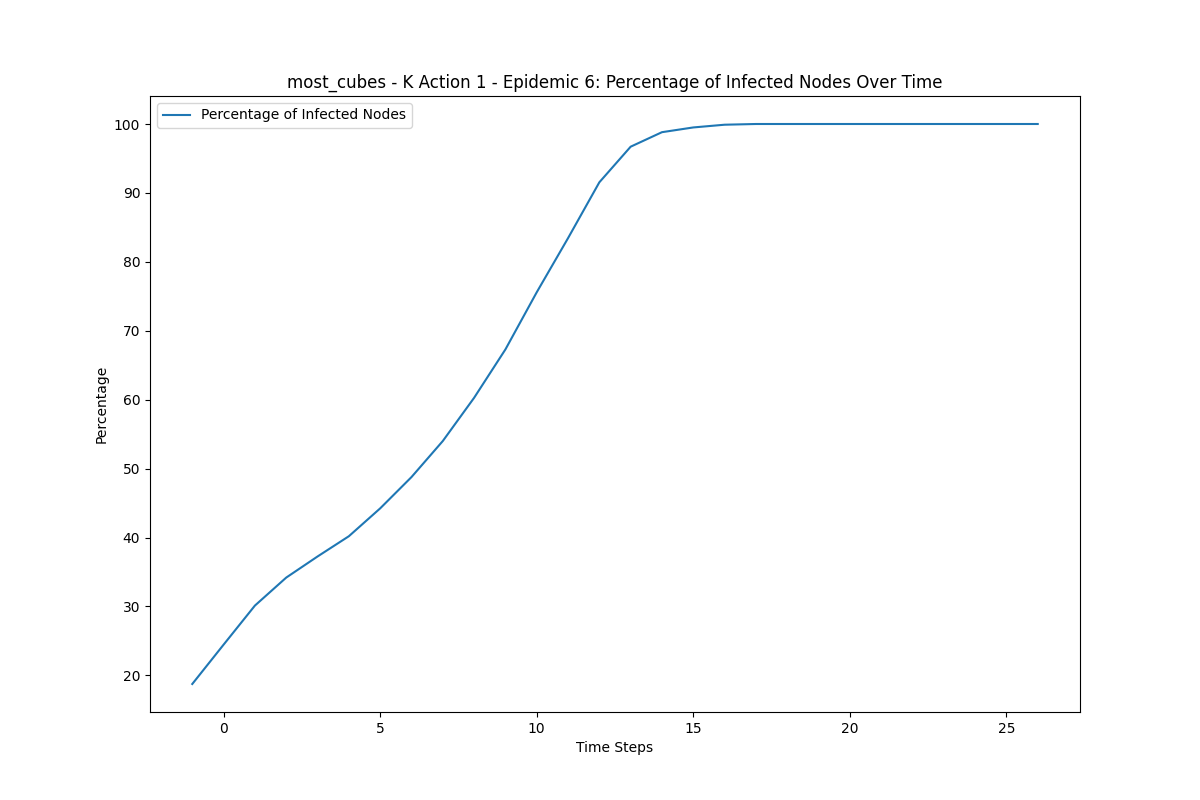 most_cubes - K Action 1 - Epidemic 6: Percentage of Infected Nodes Over Time
Percentage of Infected Nodes
100
90
80
70
60
50
40
30
20
Percentage
0 5 10 15 20 25
Time Steps